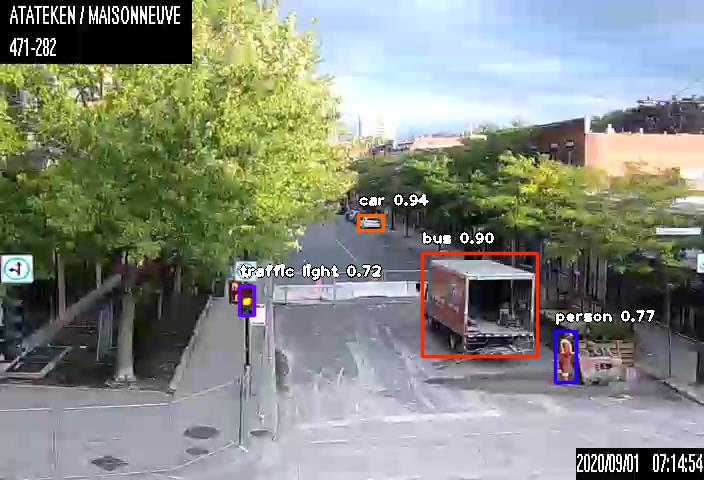 ATATEKEN / MAISONNEUVE
471-282
car 0.94
bus 0.90
traffic light 0.72
person 0.77
2020/09/01 07:14:54